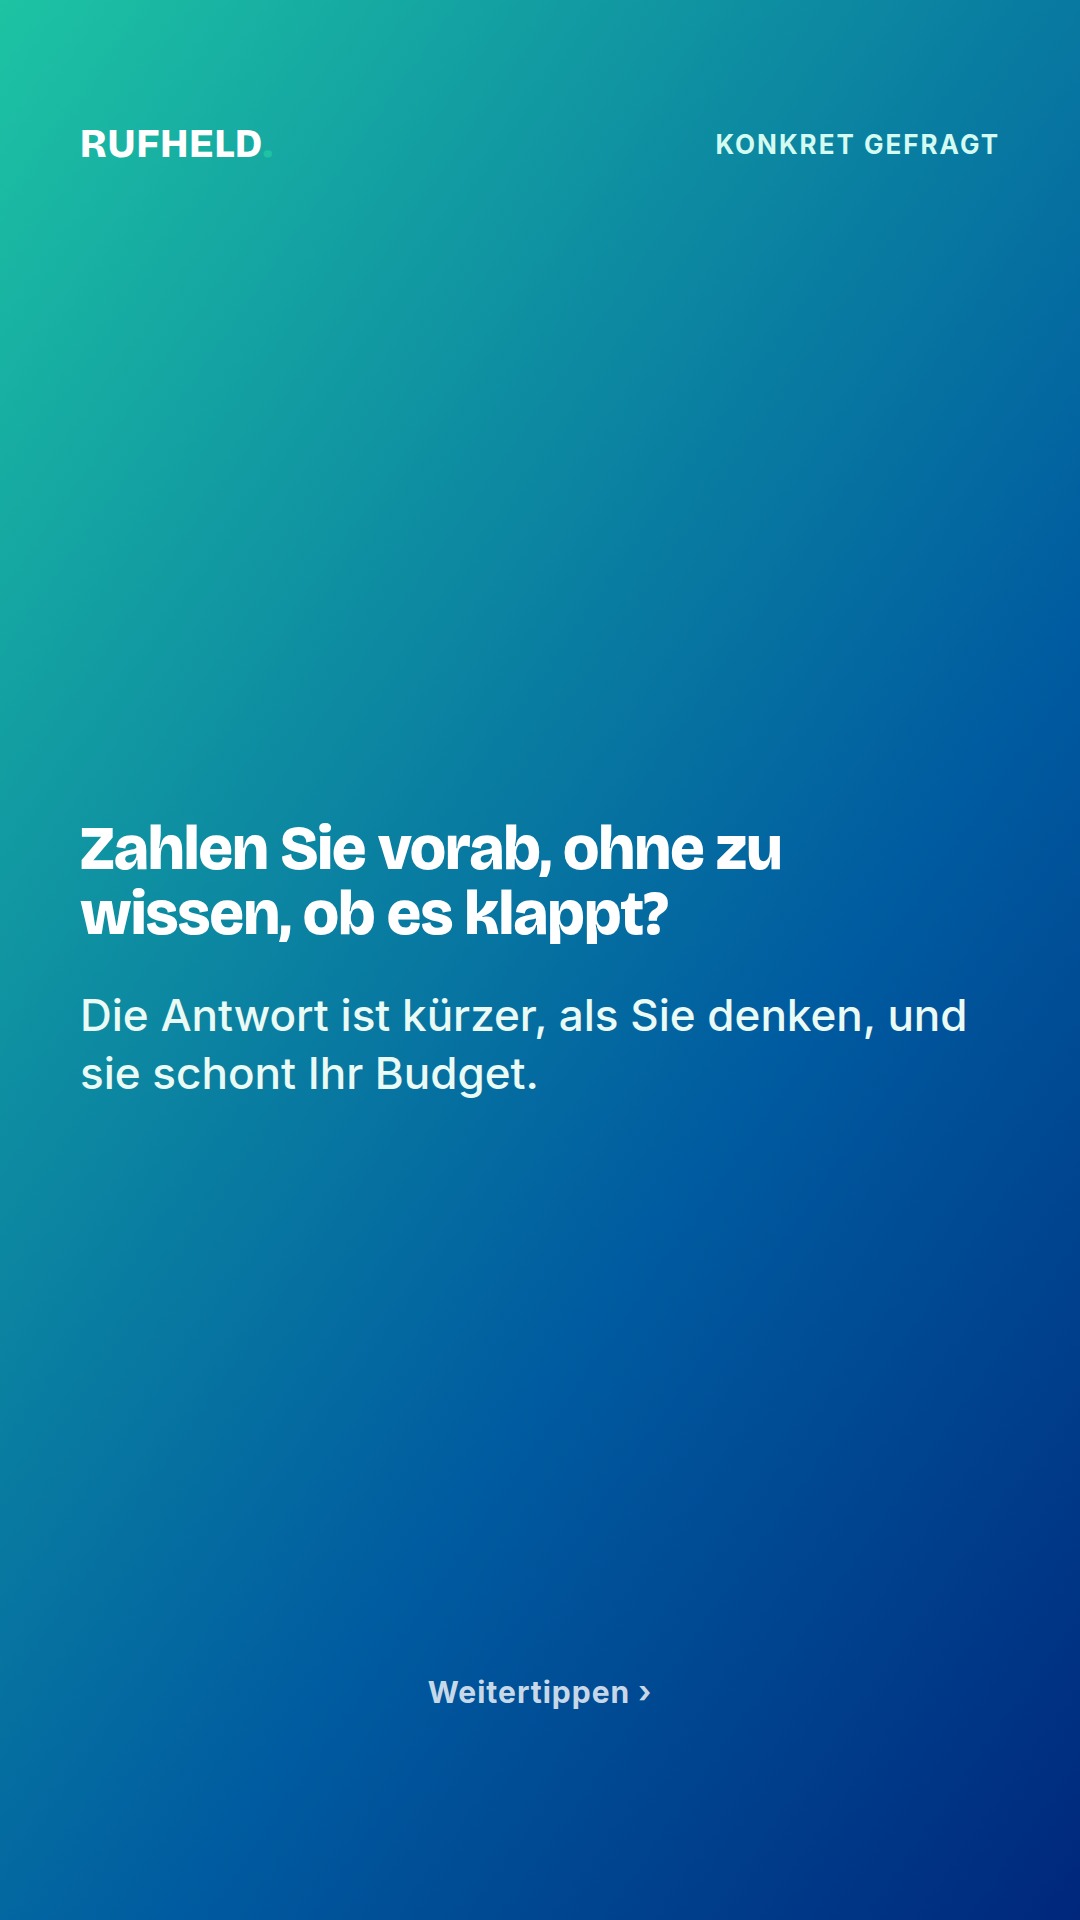 RUFHELD.
KONKRET GEFRAGT
Zahlen Sie vorab, ohne zu
wissen, ob es klappt?
Die Antwort ist kürzer, als Sie denken, und
sie schont Ihr Budget.
Weitertippen ›